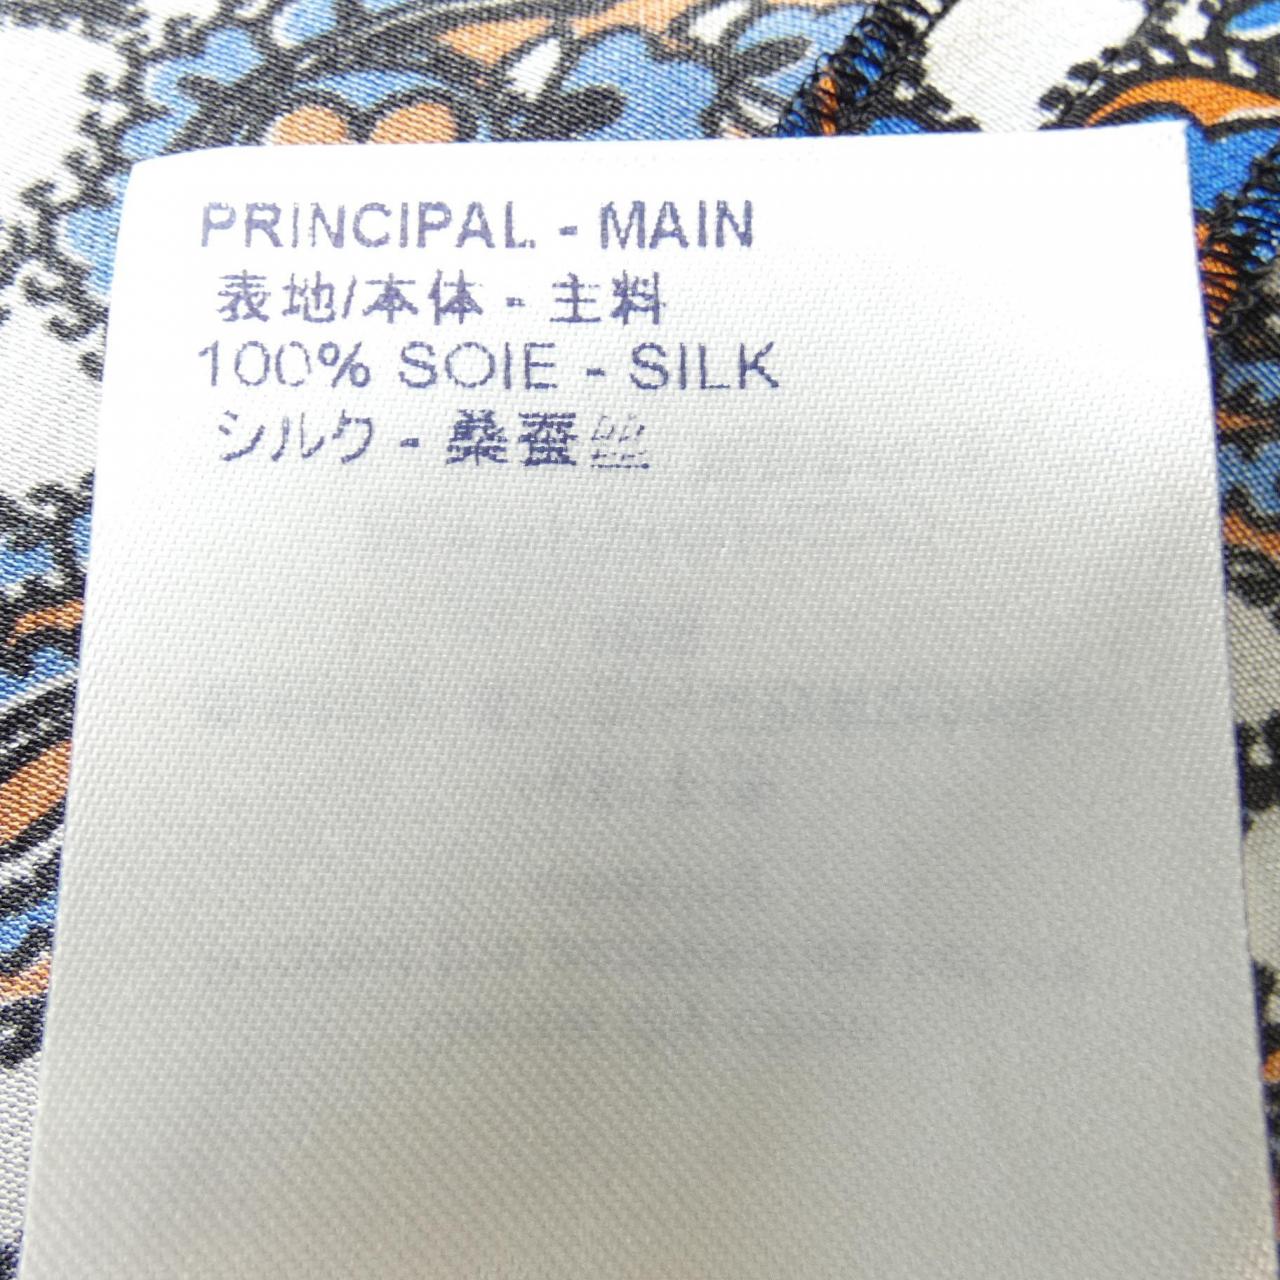 PRINCIPAL - MAIN
表地/本体 - 主料
100% SOIE - SILK
シルク - 桑蚕丝